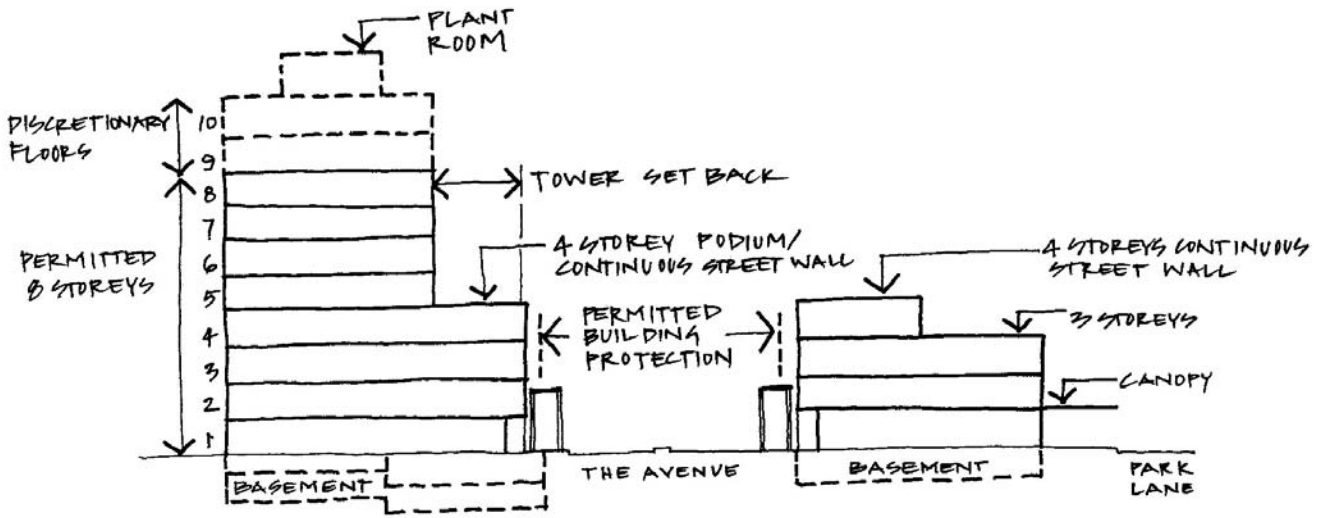 PLANT
ROOM
DISCRETIONARY
FLOORS
10
9
8
7
6
5
4
3
2
1
TOWER SET BACK
PERMITTED
8 STOREYS
4 STOREY PODIUM/
CONTINUOUS STREET WALL
4 STOREYS CONTINUOUS
STREET WALL
PERMITTED
BUILDING
PROTECTION
3 STOREYS
CANOPY
BASEMENT
THE AVENUE
BASEMENT
PARK
LANE